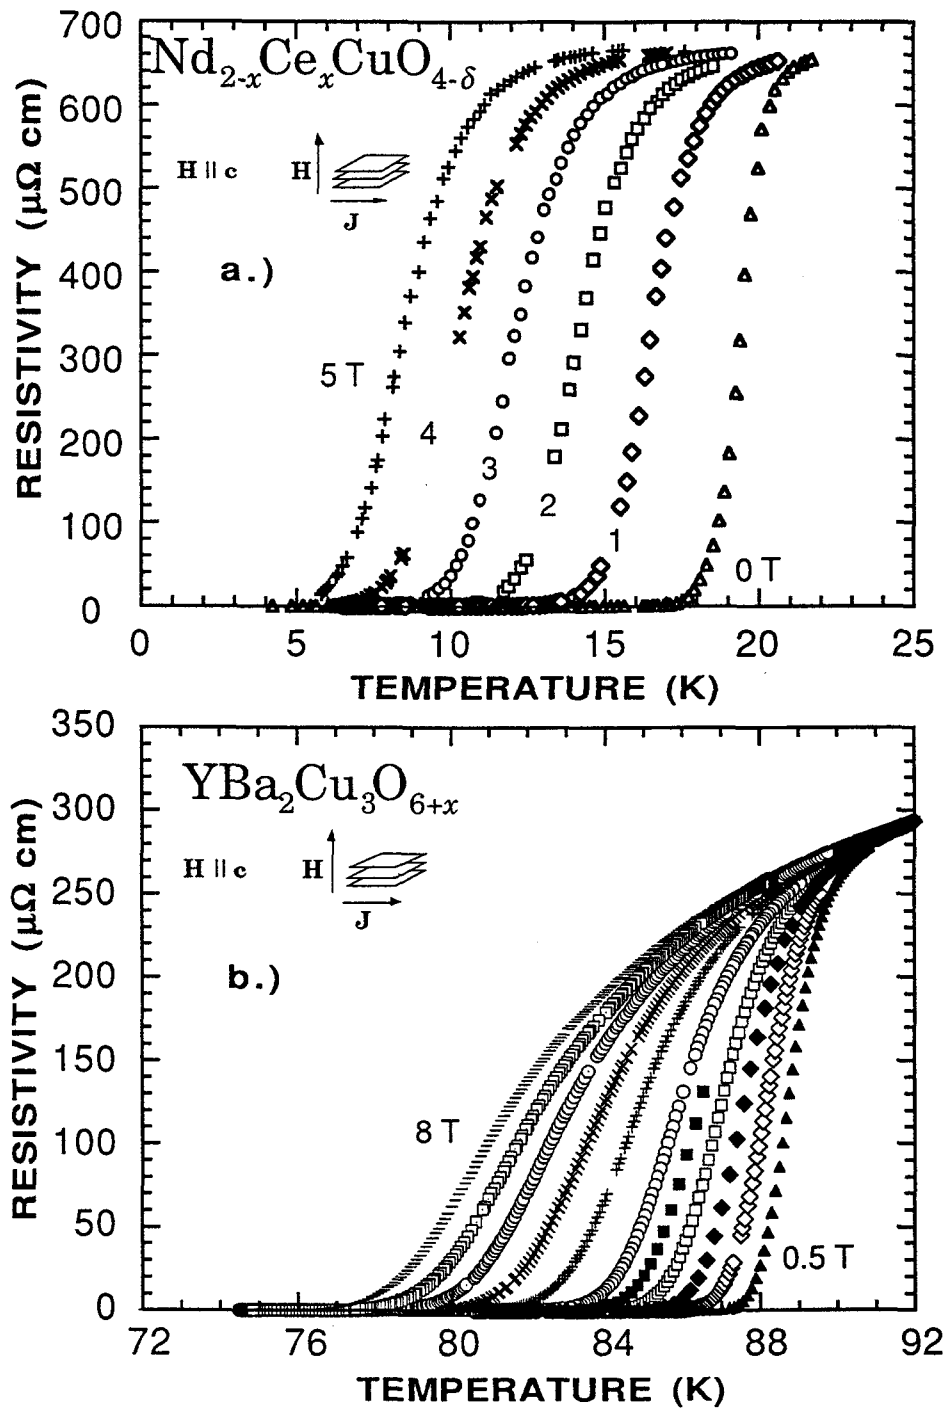 700
600
500
400
300
200
100
0
RESISTIVITY (μΩ cm)
Nd2-xCexCuO4-δ
H || c
H
J
a.)
5 T
4
3
2
1
0 T
0 5 10 15 20 25
TEMPERATURE (K)
350
300
250
200
150
100
50
0
RESISTIVITY (μΩ cm)
YBa2Cu3O6+x
H || c
H
J
b.)
8 T
0.5 T
72 76 80 84 88 92
TEMPERATURE (K)